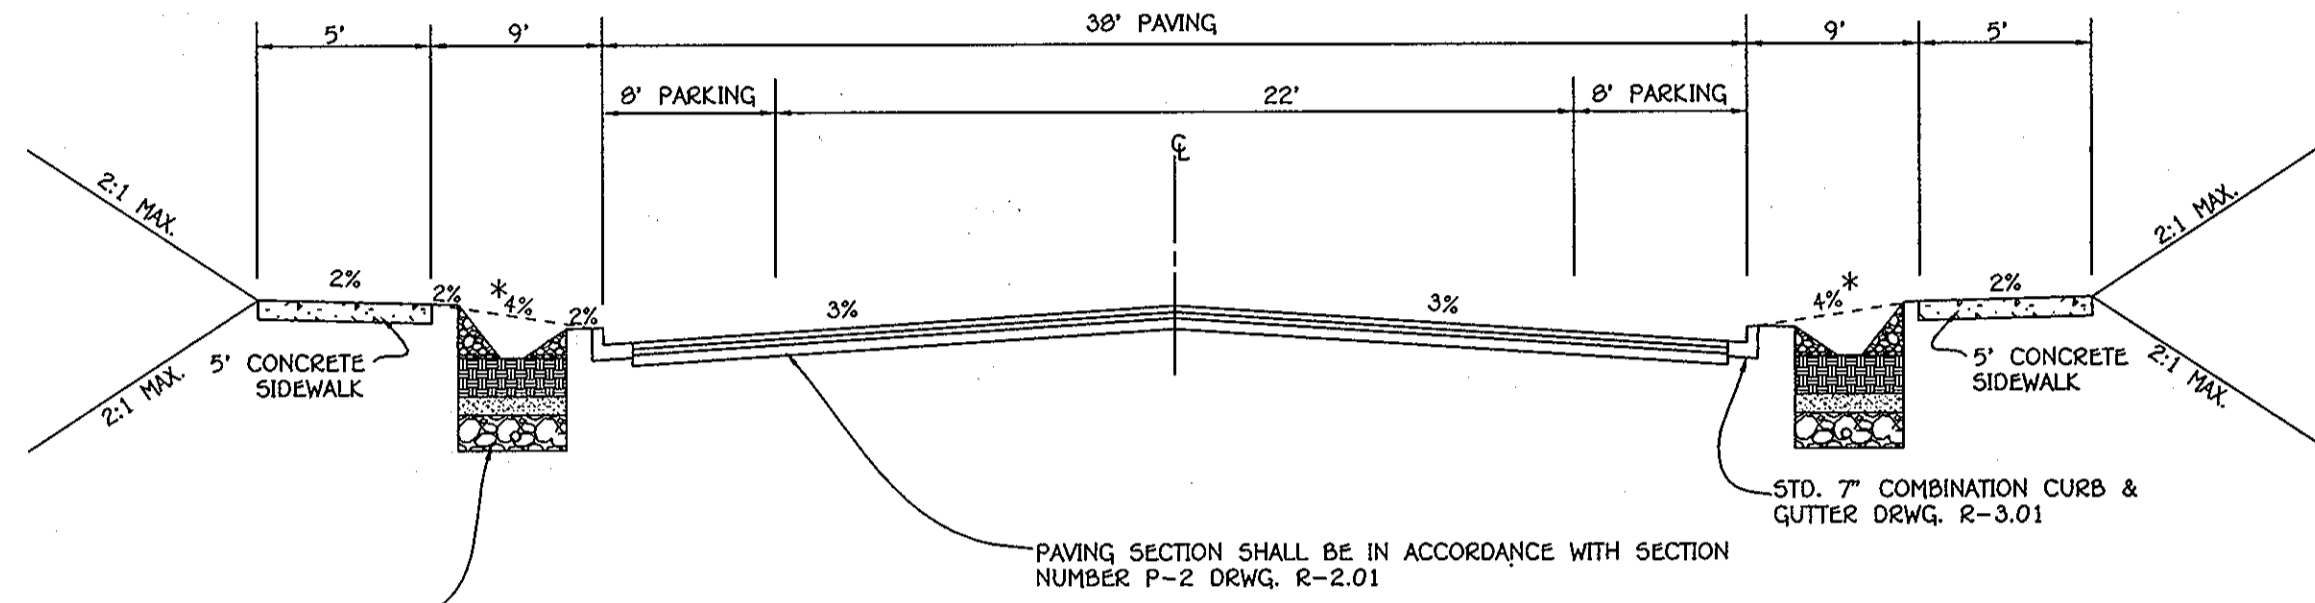 5' 9' 38' PAVING 9' 5'
8' PARKING 22' 8' PARKING
℄
2:1 MAX. 2:1 MAX.
2% 2% *4% 2% 3% 3% 4%* 2%
2:1 MAX. 2:1 MAX.
5' CONCRETE
SIDEWALK
5' CONCRETE
SIDEWALK
STD. 7" COMBINATION CURB &
GUTTER DRWG. R-3.01
PAVING SECTION SHALL BE IN ACCORDANCE WITH SECTION
NUMBER P-2 DRWG. R-2.01